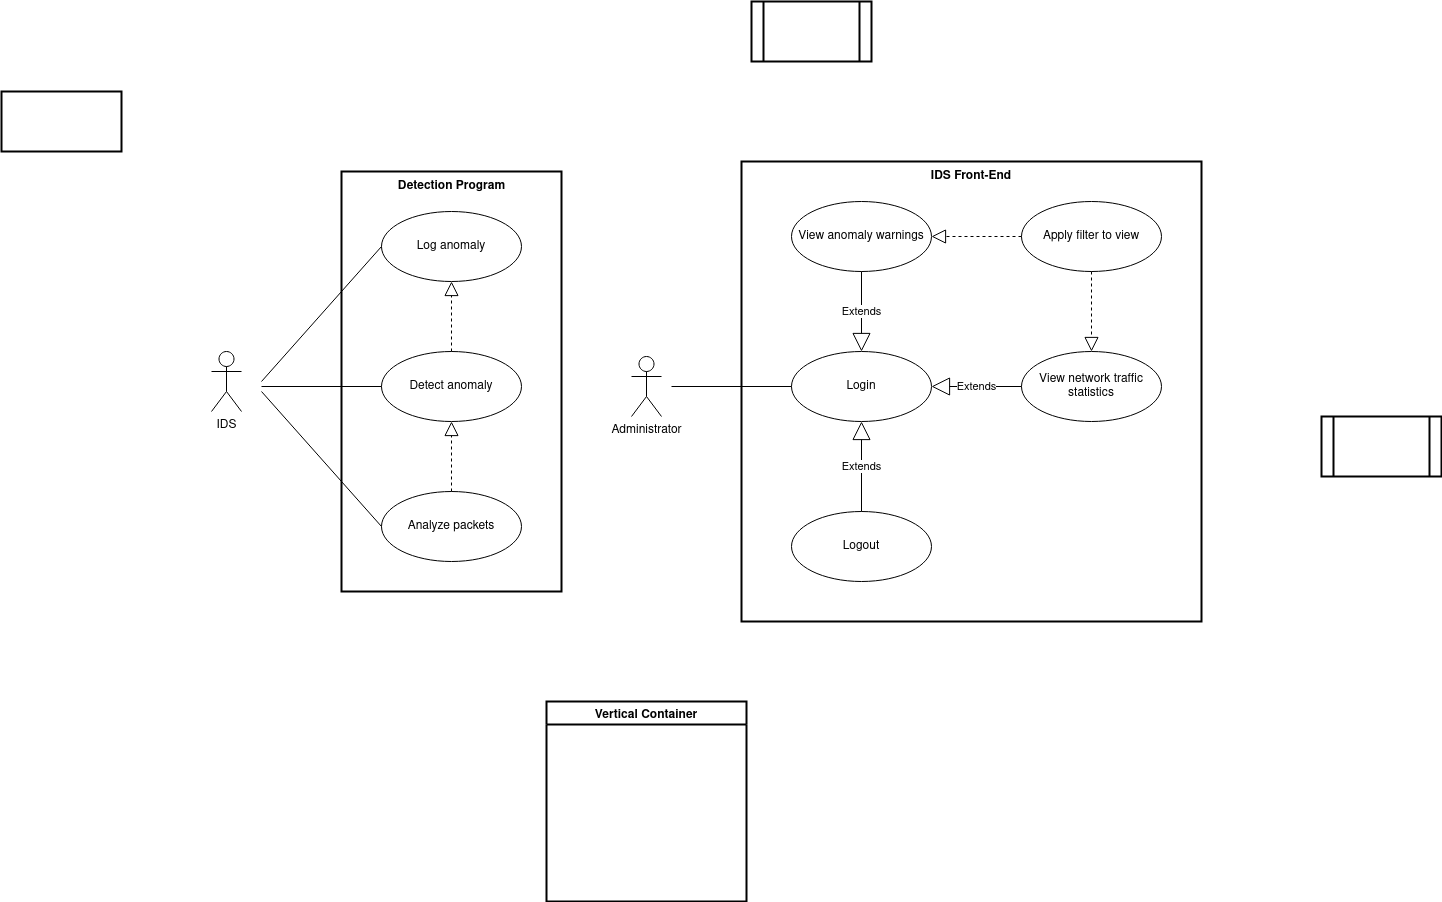 Detection Program
Log anomaly
Detect anomaly
Analyze packets
IDS
Administrator
IDS Front-End
View anomaly warnings
Apply filter to view
Extends
Login
Extends
View network traffic
statistics
Extends
Logout
Vertical Container